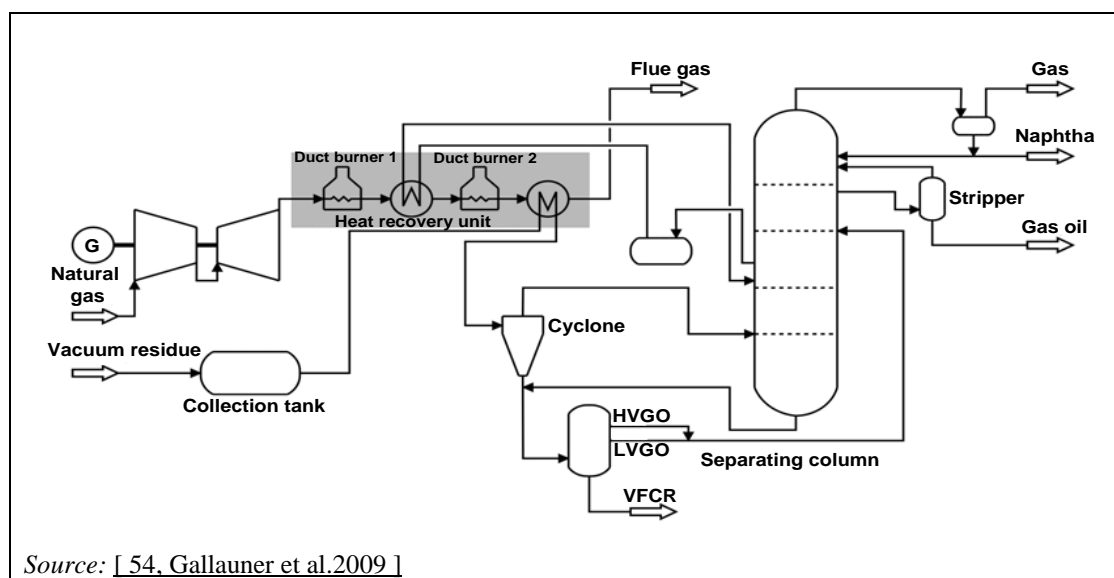 Flue gas
Gas
Duct burner 1
Duct burner 2
Naphtha
Heat recovery unit
Stripper
G
Gas oil
Natural
gas
Cyclone
Vacuum residue
Collection tank
HVGO
LVGO
Separating column
VFCR
Source: [ 54, Gallauner et al.2009 ]